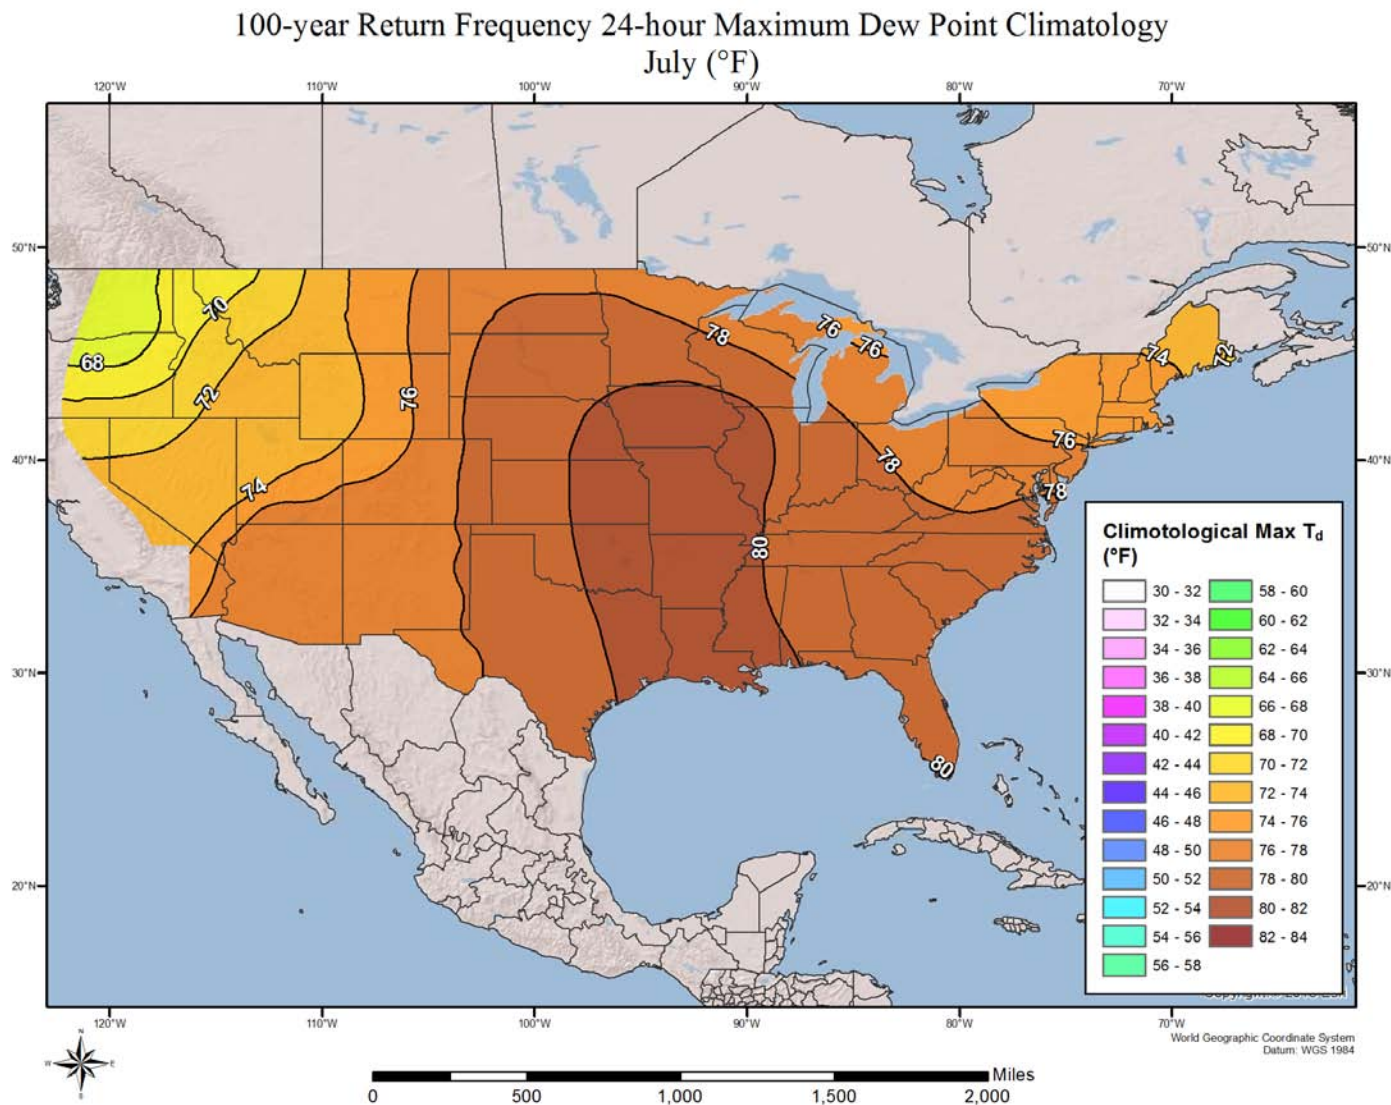 100-year Return Frequency 24-hour Maximum Dew Point Climatology
July (°F)
120°W 110°W 100°W 90°W 80°W 70°W
50°N 50°N
70
78
76
76
74
72
68
72
76
76
40°N
78
74
78
80
30°N 30°N
80
20°N 20°N
Climotological Max Td
(°F)
30 - 32 58 - 60
32 - 34 60 - 62
34 - 36 62 - 64
36 - 38 64 - 66
38 - 40 66 - 68
40 - 42 68 - 70
42 - 44 70 - 72
44 - 46 72 - 74
46 - 48 74 - 76
48 - 50 76 - 78
50 - 52 78 - 80
52 - 54 80 - 82
54 - 56 82 - 84
56 - 58
120°W 110°W 100°W 90°W 80°W 70°W
World Geographic Coordinate System
Datum: WGS 1984
N
W E
S
Miles
0 500 1,000 1,500 2,000